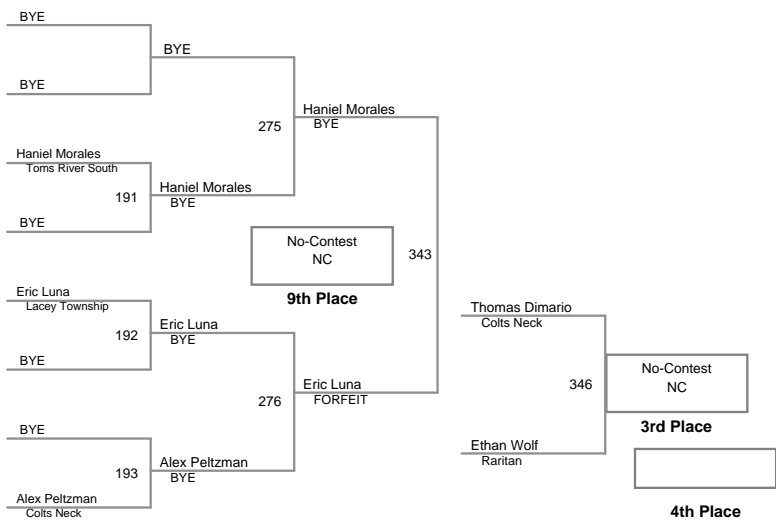 BYE
BYE
BYE
Haniel Morales
BYE
275
Haniel Morales
Toms River South
191
Haniel Morales
BYE
BYE
No-Contest
NC
9th Place
343
Eric Luna
Lacey Township
192
Eric Luna
BYE
BYE
276
Eric Luna
FORFEIT
BYE
193
Alex Peltzman
BYE
Alex Peltzman
Colts Neck
Thomas Dimario
Colts Neck
346
No-Contest
NC
3rd Place
Ethan Wolf
Raritan
4th Place